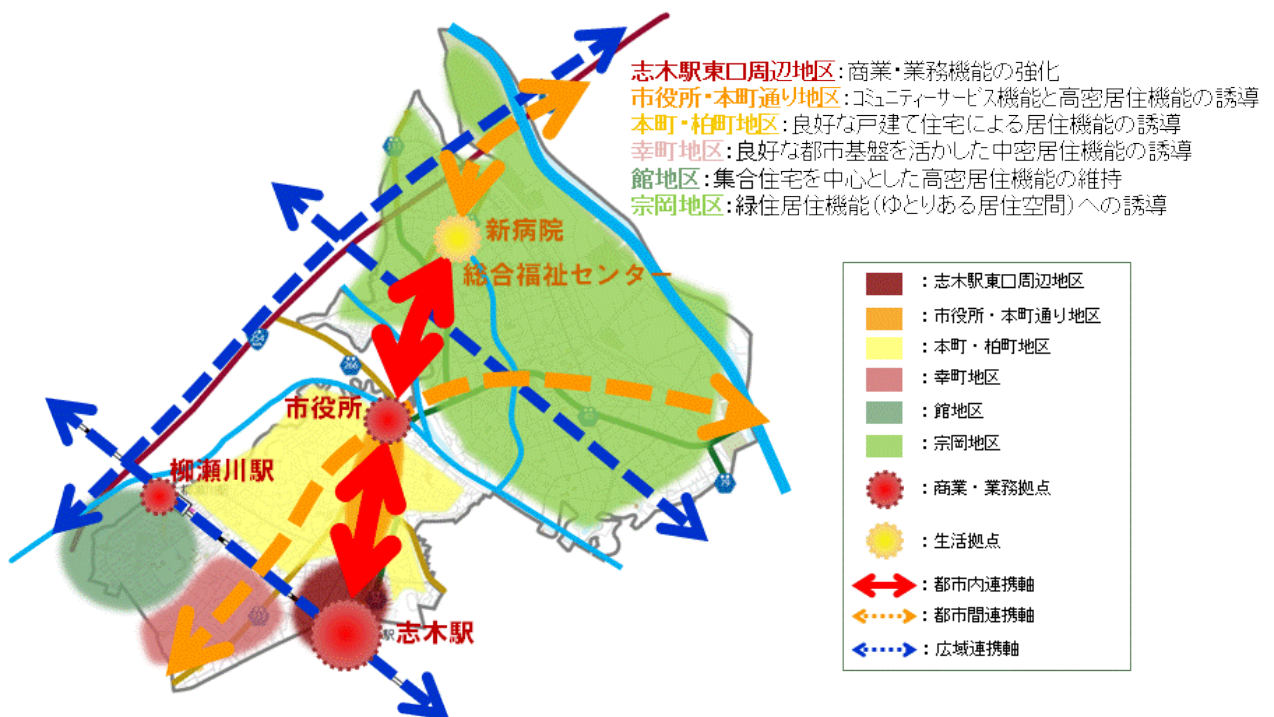 志木駅東口周辺地区:商業・業務機能の強化
市役所・本町通り地区:コミュニティーサービス機能と高密居住機能の誘導
本町・柏町地区:良好な戸建て住宅による居住機能の誘導
幸町地区:良好な都市基盤を活かした中密居住機能の誘導
館地区:集合住宅を中心とした高密居住機能の維持
宗岡地区:緑住居住機能(ゆとりある居住空間)への誘導
新病院
総合福祉センター
254
266
市役所
柳瀬川駅
79
志木駅
:志木駅東口周辺地区
:市役所・本町通り地区
:本町・柏町地区
:幸町地区
:館地区
:宗岡地区
:商業・業務拠点
:生活拠点
:都市内連携軸
:都市間連携軸
:広域連携軸